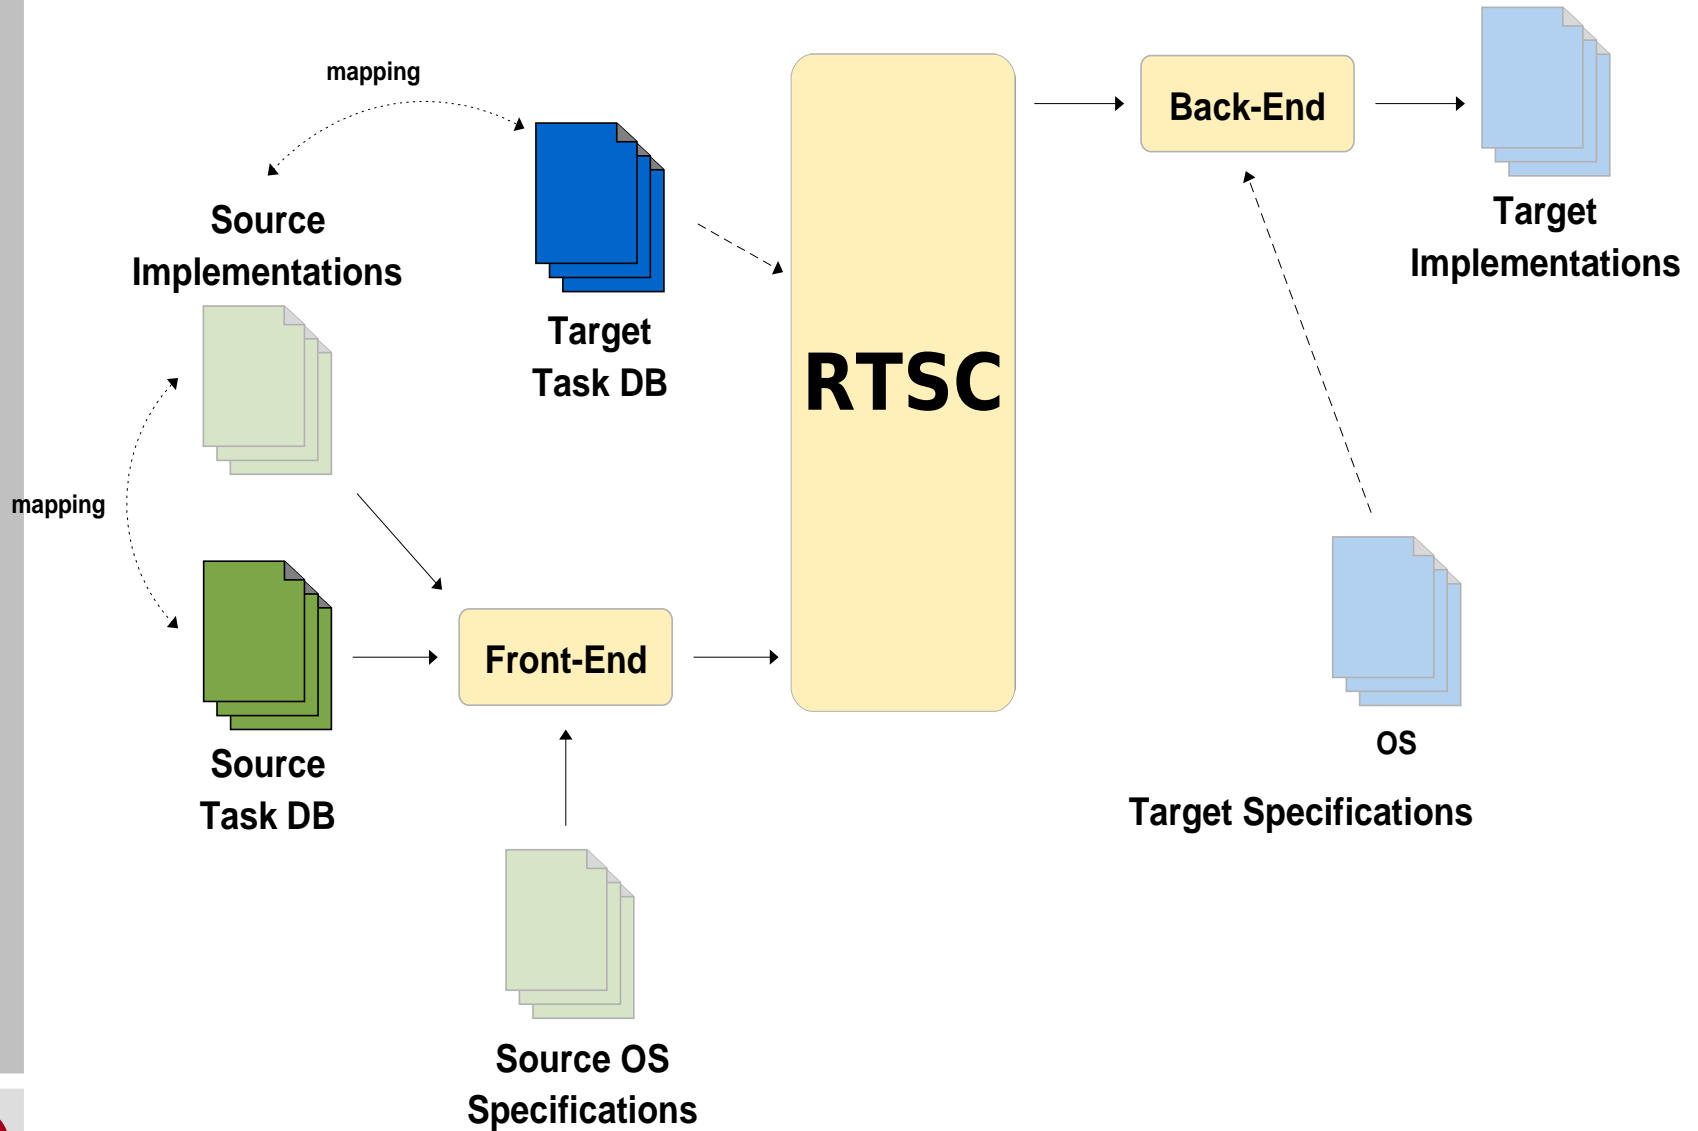 mapping
Back-End
Source
Implementations
Target
Implementations
Target
Task DB
RTSC
mapping
Front-End
Source
Task DB
OS
Target Specifications
Source OS
Specifications